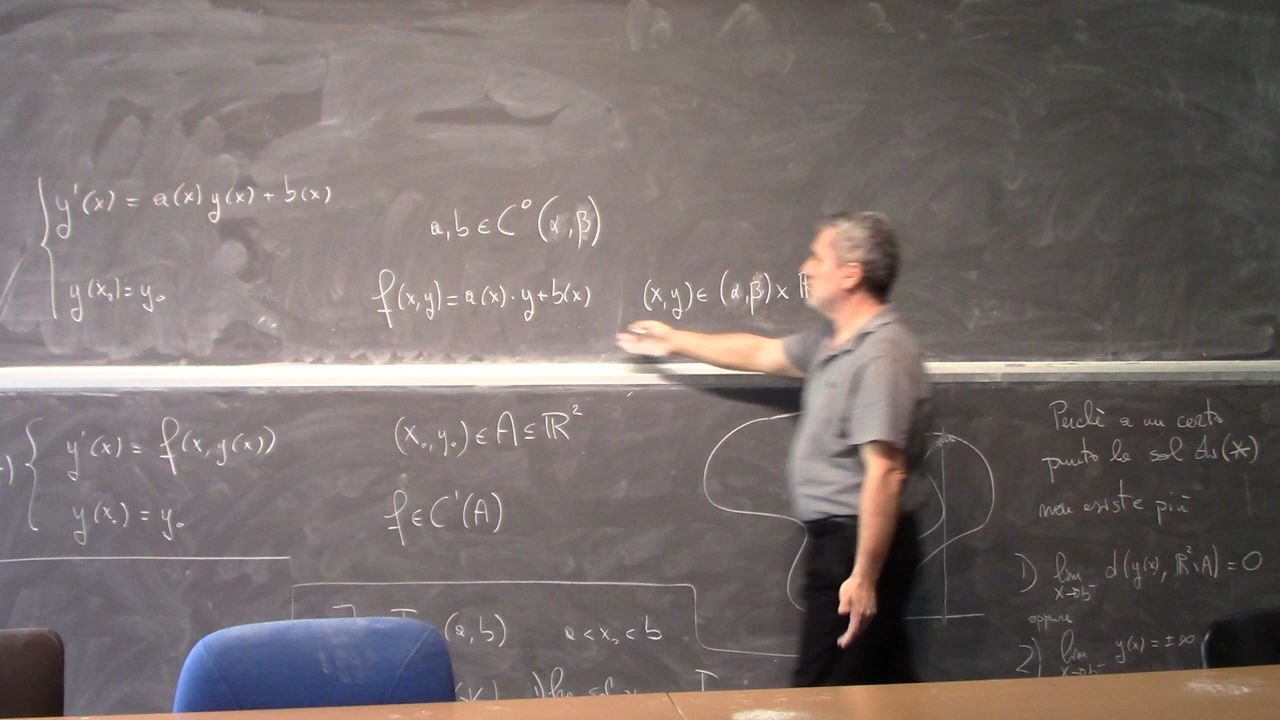 y'(x) = a(x) y(x) + b(x)
a, b ∈ C⁰ (α, β)
y(x₀) = y₀
f(x,y) = a(x) · y + b(x) (x,y) ∈ (α,β) × ℝ
y'(x) = f(x, y(x))
(x₀, y₀) ∈ A ⊆ ℝ²
y(x₀) = y₀
f ∈ C¹(A)
(a, b) a < x₀ < b
Perchè a un certo
punto la sol di (*)
non esiste più
1) lim x→b⁻ d(y(x), ℝ²∖A) = 0
oppure
2) lim x→b⁻ y(x) = ±∞